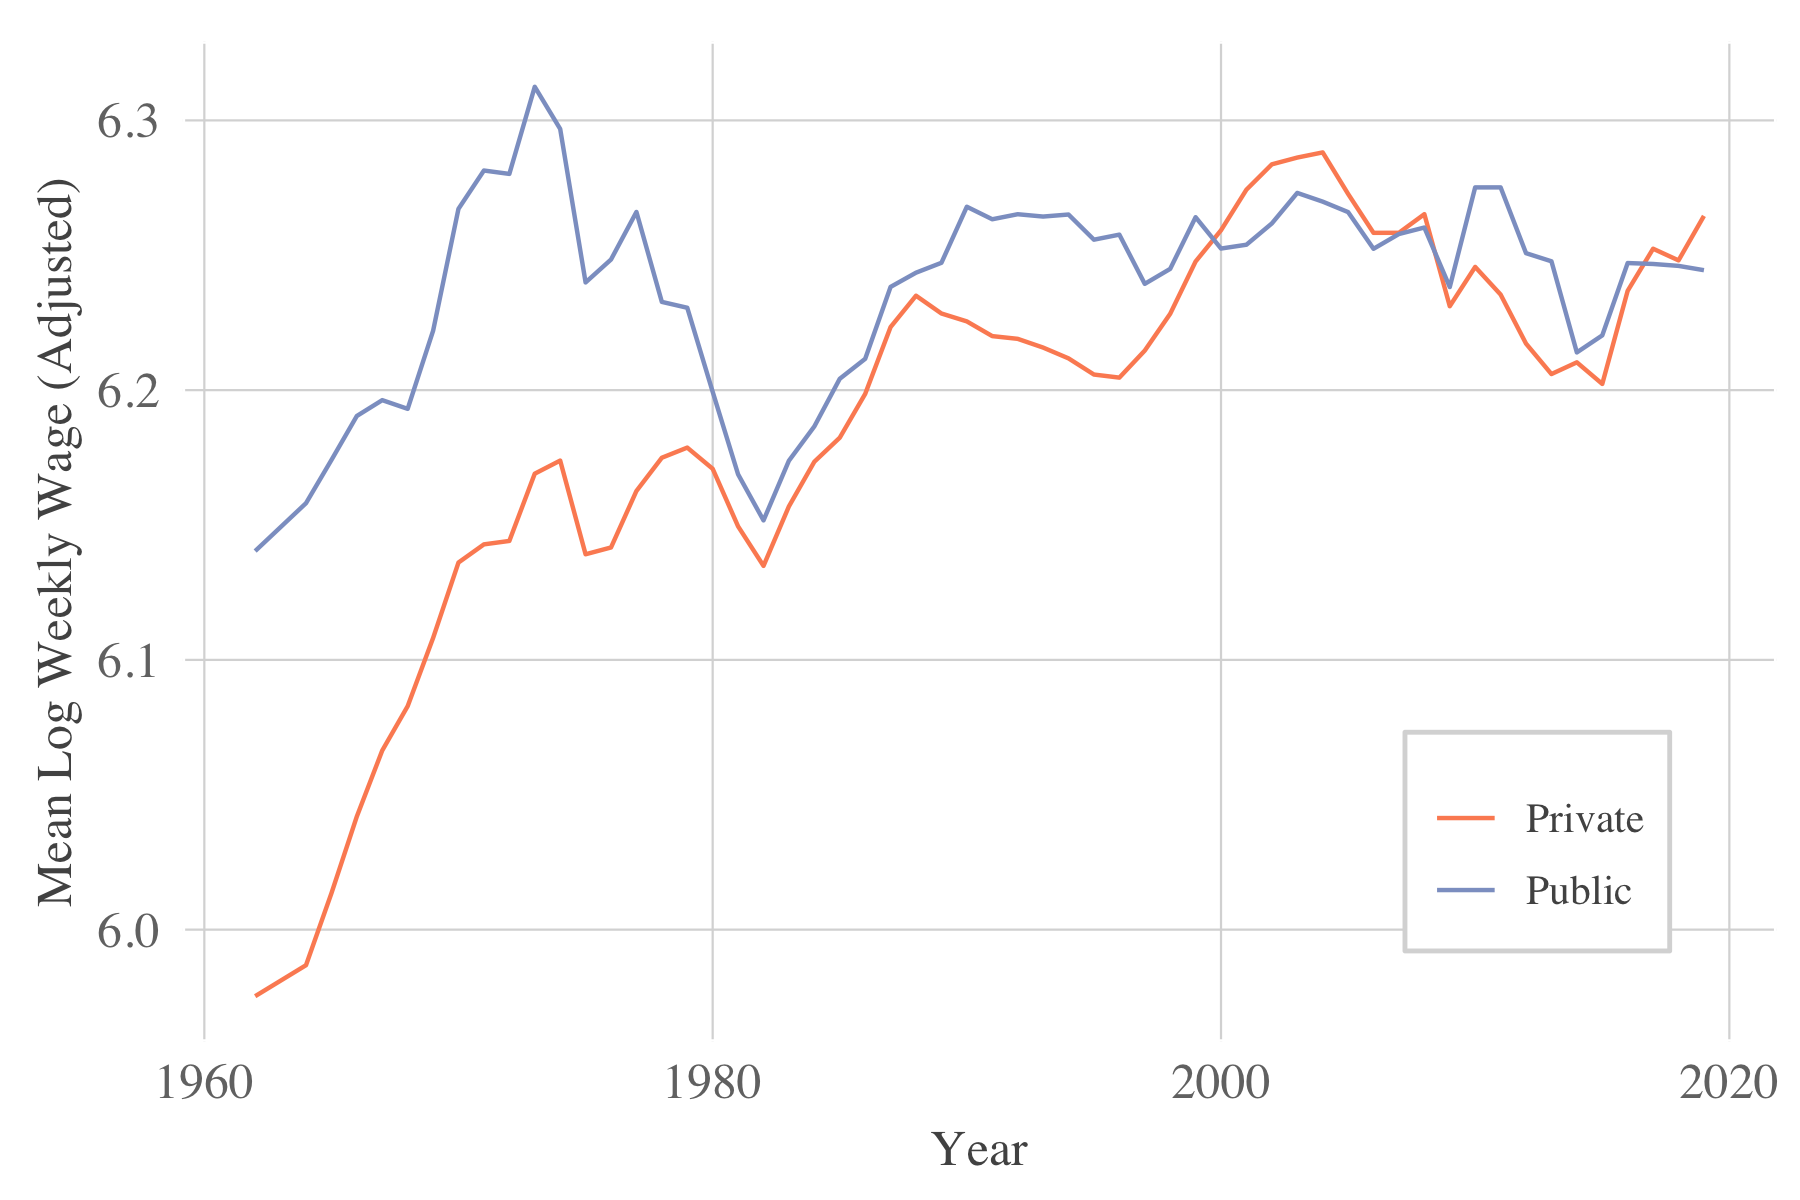 Mean Log Weekly Wage (Adjusted)
6.3
6.2
6.1
6.0
Private
Public
1960 1980 2000 2020
Year